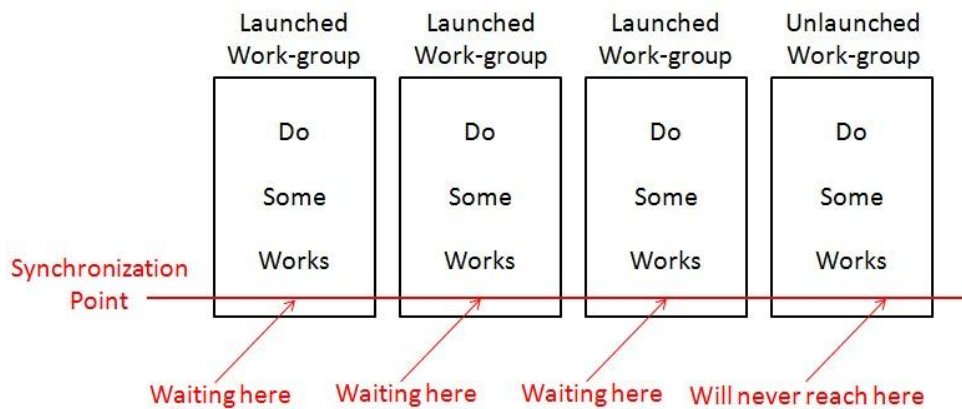 Launched
Work-group
Launched
Work-group
Launched
Work-group
Unlaunched
Work-group
Do
Some
Works
Do
Some
Works
Do
Some
Works
Do
Some
Works
Synchronization
Point
Waiting here
Waiting here
Waiting here
Will never reach here